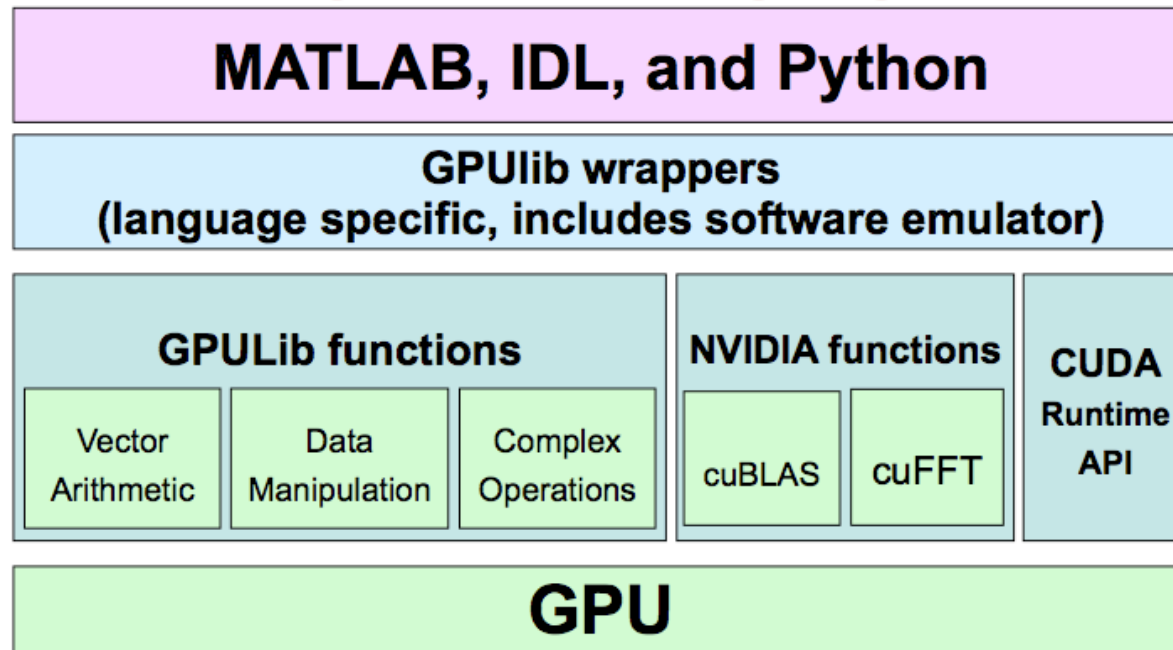 MATLAB, IDL, and Python
GPUlib wrappers
(language specific, includes software emulator)
GPULib functions
Vector
Arithmetic
Data
Manipulation
Complex
Operations
NVIDIA functions
cuBLAS
cuFFT
CUDA
Runtime
API
GPU